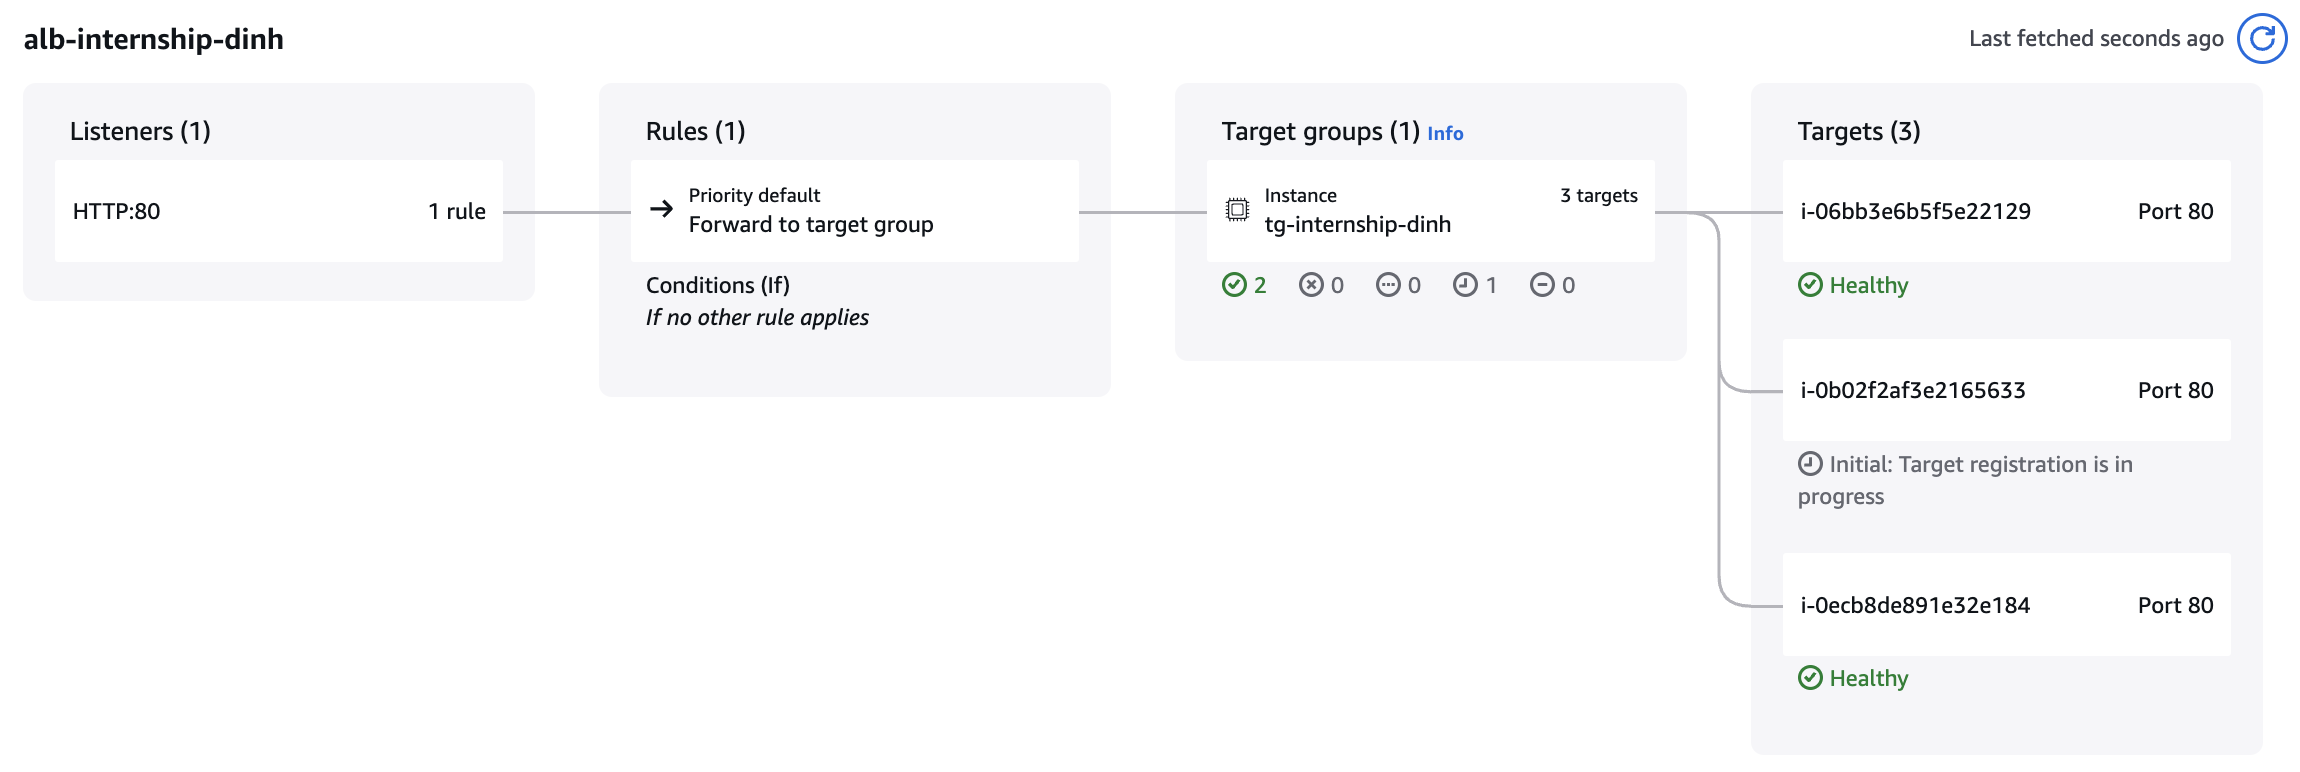 alb-internship-dinh
Last fetched seconds ago
Listeners (1)
HTTP:80
1 rule
Rules (1)
Priority default
Forward to target group
Conditions (If)
If no other rule applies
Target groups (1) Info
Instance
3 targets
tg-internship-dinh
2 0 0 1 0
Targets (3)
i-06bb3e6b5f5e22129
Port 80
Healthy
i-0b02f2af3e2165633
Port 80
Initial: Target registration is in
progress
i-0ecb8de891e32e184
Port 80
Healthy